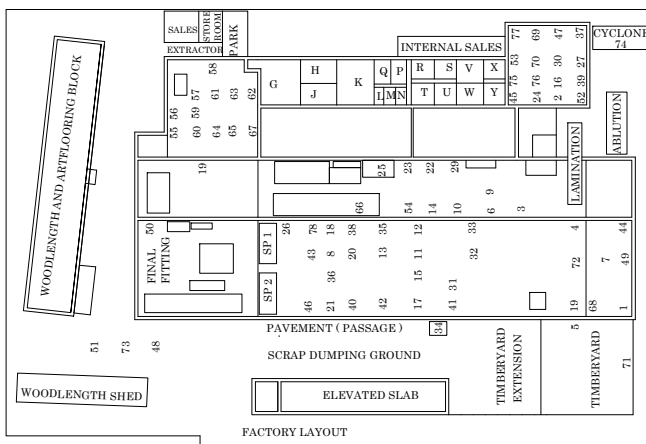 SALES
STORE ROOM
PARK
EXTRACTOR
INTERNAL SALES
77 69 47 37
CYCLONE
74
53 70 30 27
75 76 16 39
45 24 2 52
58
G H K Q P R S V X
J L M N T U W Y
57 61 63 62
56 59
55 60 64 65 67
ABLUTION
LAMINATION
WOODLENGTH AND ARTFLOORING BLOCK
19 25 23 22 29
66 54 14 10 6 9 3
50 26 78 18 38 35 12 33 4 44
FINAL FITTING
SP 1
43 8 20 13 11 32 72 7 49
SP 2
36 15 31
46 21 40 42 17 41 19 68 1
PAVEMENT ( PASSAGE )
34
5
51 73 48
SCRAP DUMPING GROUND
TIMBERYARD EXTENSION
TIMBERYARD
71
WOODLENGTH SHED
ELEVATED SLAB
FACTORY LAYOUT